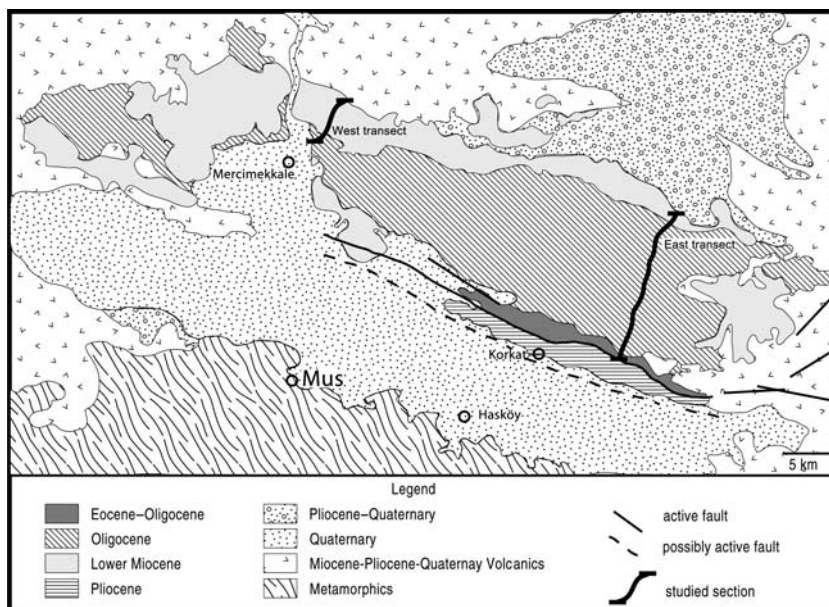 West transect
Mercimekkale
East transect
Korkat
Mus
Hasköy
5 km
Legend
Eocene–Oligocene
Oligocene
Lower Miocene
Pliocene
Pliocene–Quaternary
Quaternary
Miocene-Pliocene-Quaternay Volcanics
Metamorphics
active fault
possibly active fault
studied section